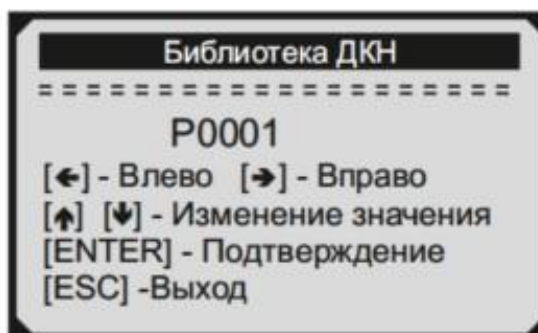 Библиотека ДКН
====================
P0001
[←] - Влево [→] - Вправо
[↑] [↓] - Изменение значения
[ENTER] - Подтверждение
[ESC] -Выход